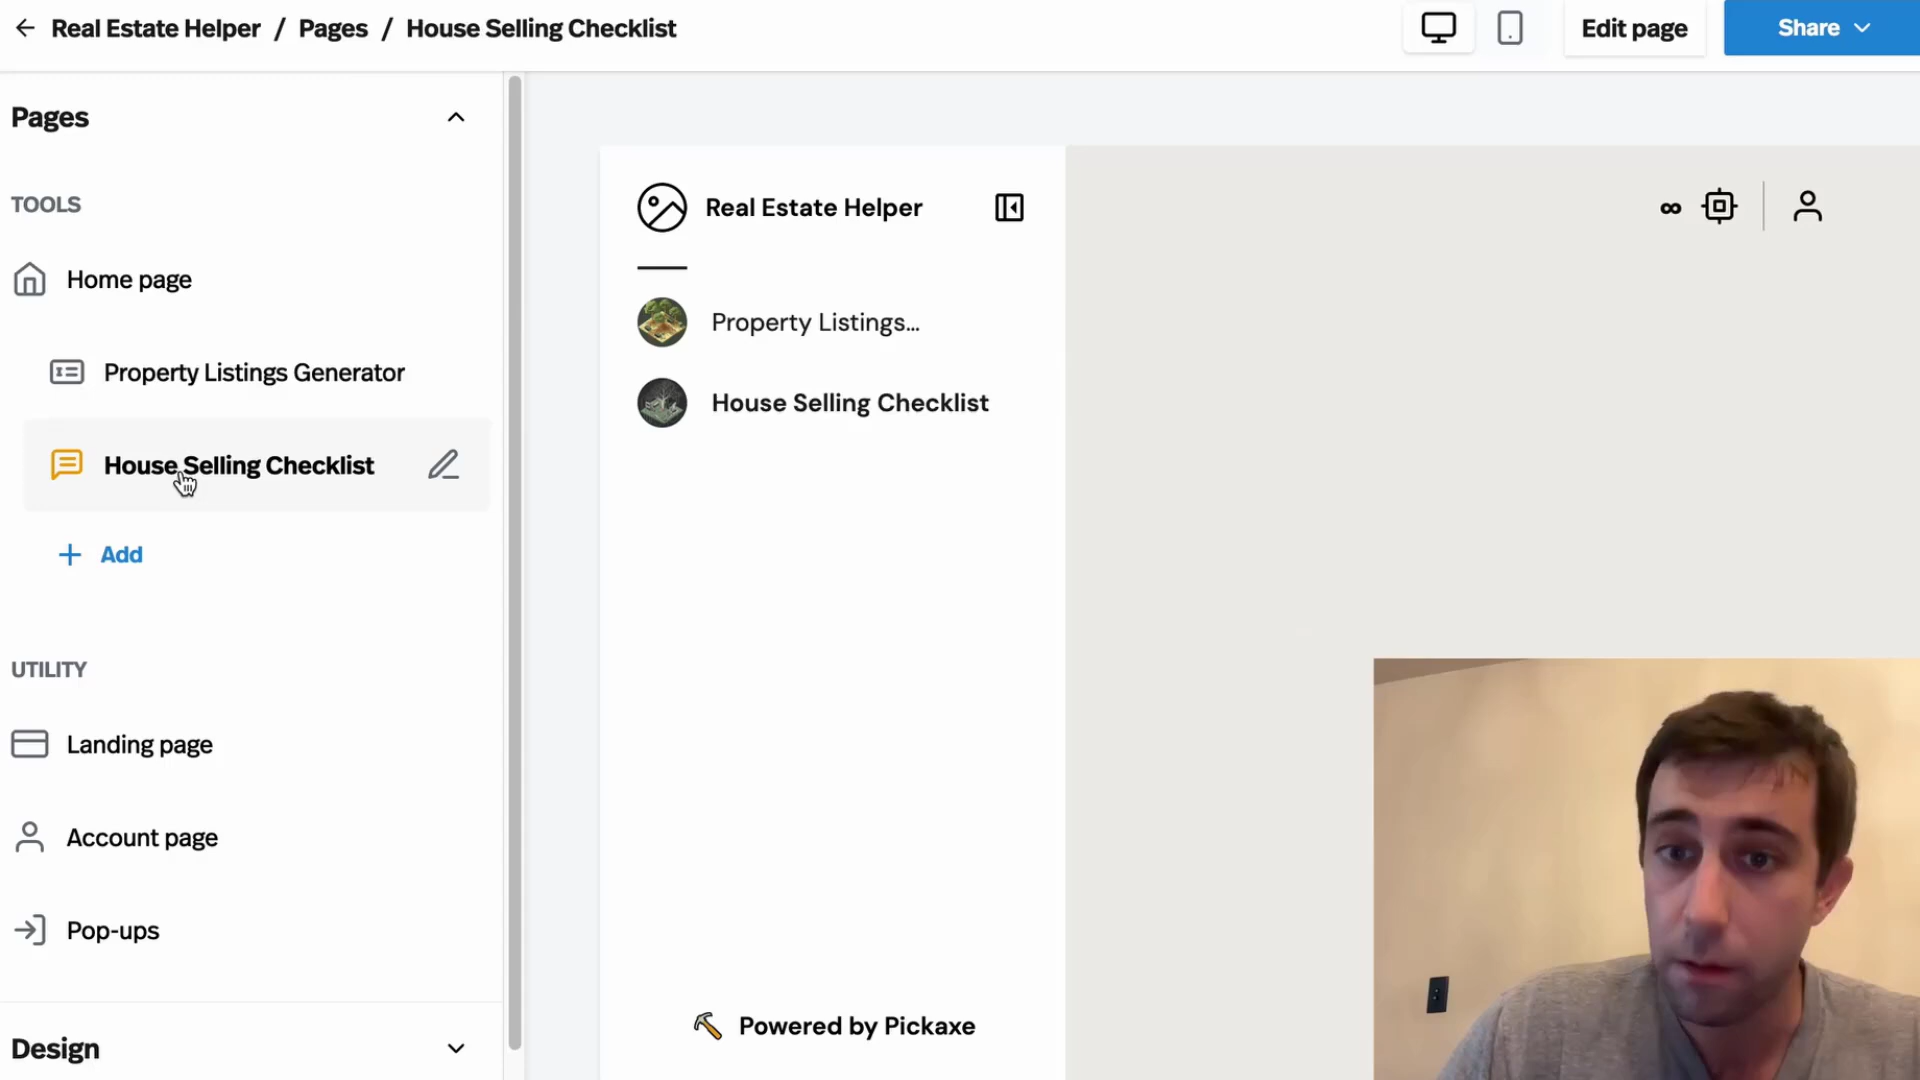 Real Estate Helper / Pages / House Selling Checklist
Edit page
Share
Pages
TOOLS
Home page
Property Listings Generator
House Selling Checklist
+ Add
UTILITY
Landing page
Account page
Pop-ups
Design
Real Estate Helper
Property Listings...
House Selling Checklist
Powered by Pickaxe
∞